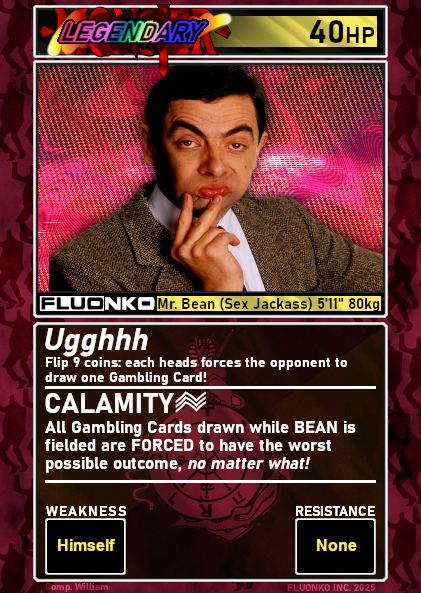 LEGENDARY
40HP
FLUONKO
Mr. Bean (Sex Jackass) 5'11" 80kg
Ugghhh
Flip 9 coins: each heads forces the opponent to
draw one Gambling Card!
CALAMITY
All Gambling Cards drawn while BEAN is
fielded are FORCED to have the worst
possible outcome, no matter what!
WEAKNESS
RESISTANCE
Himself
None
Comp. William
FLUONKO INC. 2025